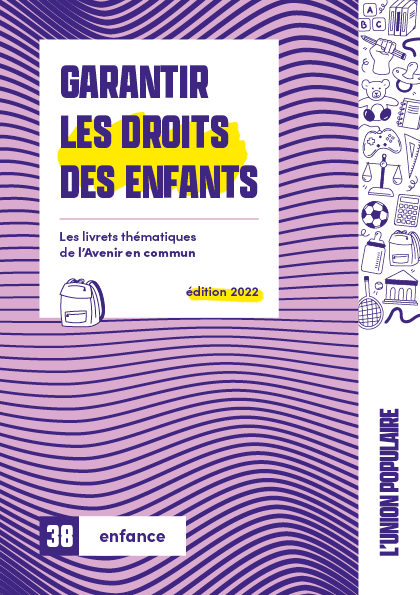 GARANTIR
LES DROITS
DES ENFANTS
Les livrets thématiques
de l'Avenir en commun
édition 2022
A
B
C
L'UNION POPULAIRE
38
enfance